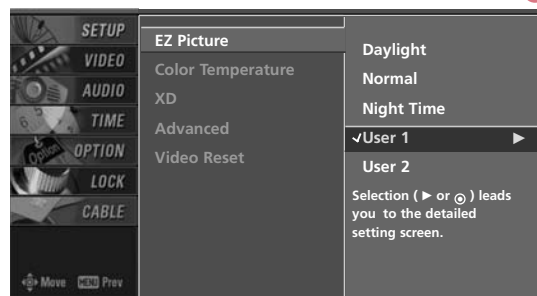 SETUP
VIDEO
AUDIO
TIME
OPTION
LOCK
CABLE
Move MENU Prev
EZ Picture
Color Temperature
XD
Advanced
Video Reset
Daylight
Normal
Night Time
✓User 1 ►
User 2
Selection ( ► or ⊙ ) leads
you to the detailed
setting screen.